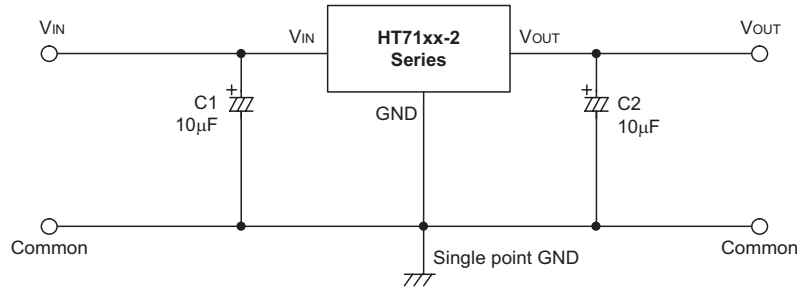 VIN
VIN
HT71xx-2
Series
VOUT
VOUT
+
C1
10μF
GND
+
C2
10μF
Common
Single point GND
Common